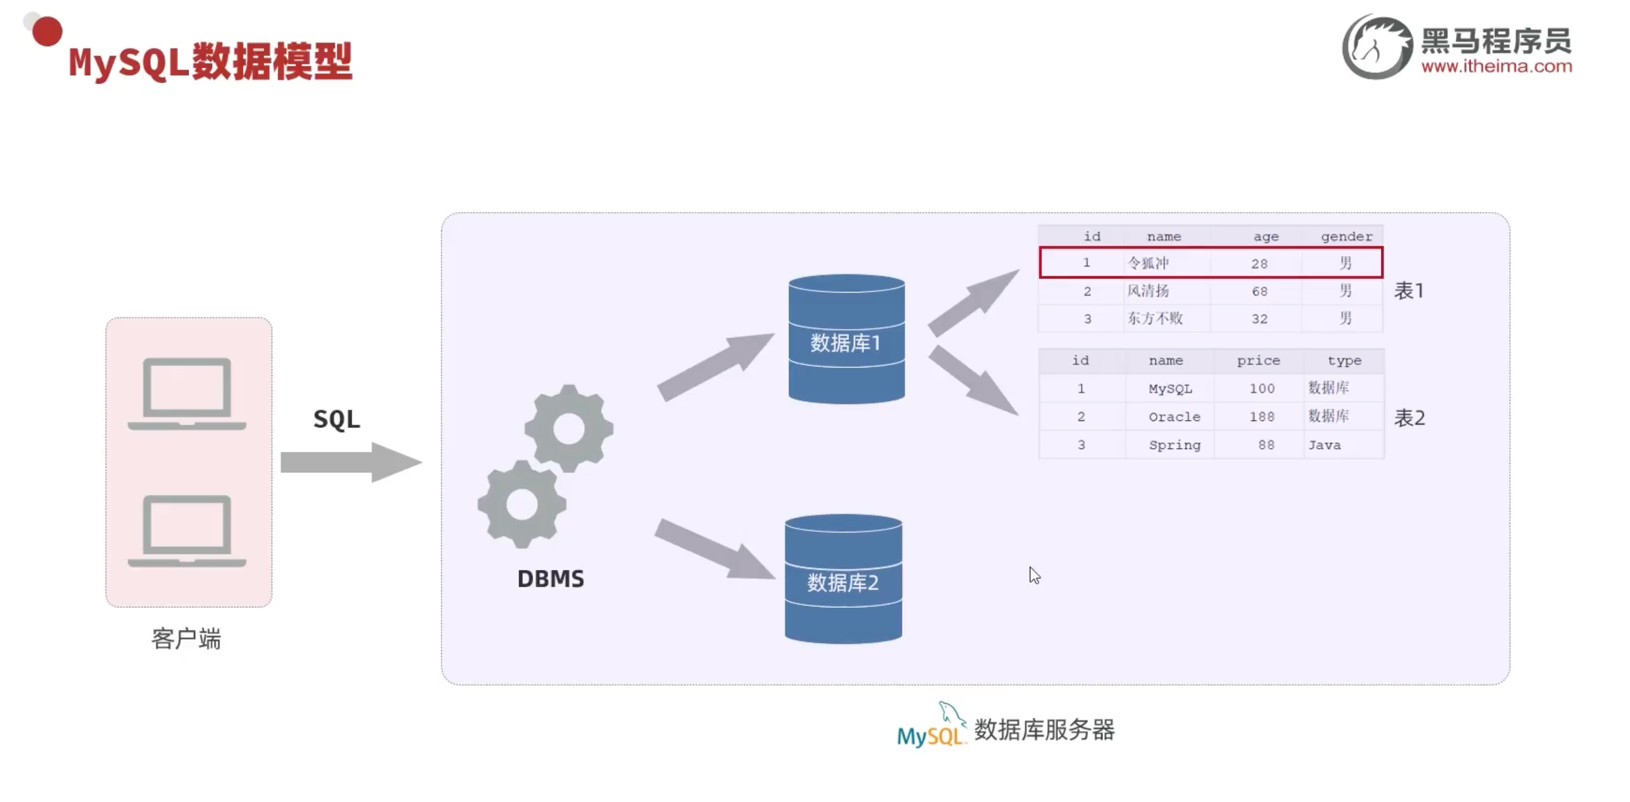 MySQL数据模型
黑马程序员
www.itheima.com
id name age gender
1 令狐冲 28 男
2 风清扬 68 男
3 东方不败 32 男
表1
id name price type
1 MySQL 100 数据库
2 Oracle 188 数据库
3 Spring 88 Java
表2
数据库1
SQL
DBMS
数据库2
客户端
MySQL 数据库服务器